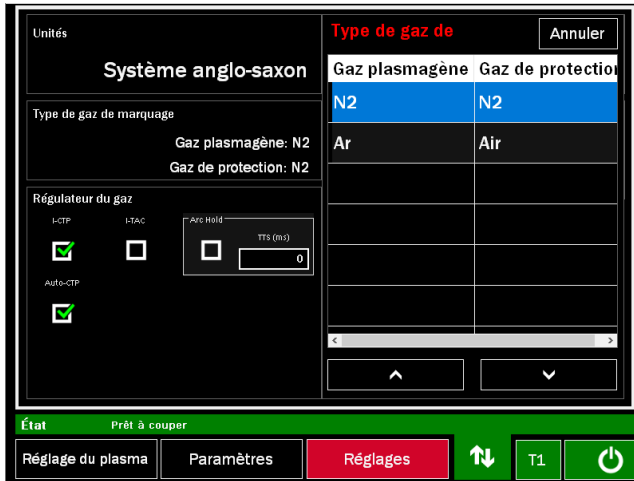 Unités
Système anglo-saxon
Type de gaz de marquage
Gaz plasmagène: N2
Gaz de protection: N2
Régulateur du gaz
I-CTP
I-TAC
Arc Hold
TTS (ms)
0
Auto-CTP
Type de gaz de
Annuler
Gaz plasmagène Gaz de protection
N2 N2
Ar Air
État Prêt à couper
Réglage du plasma Paramètres Réglages T1